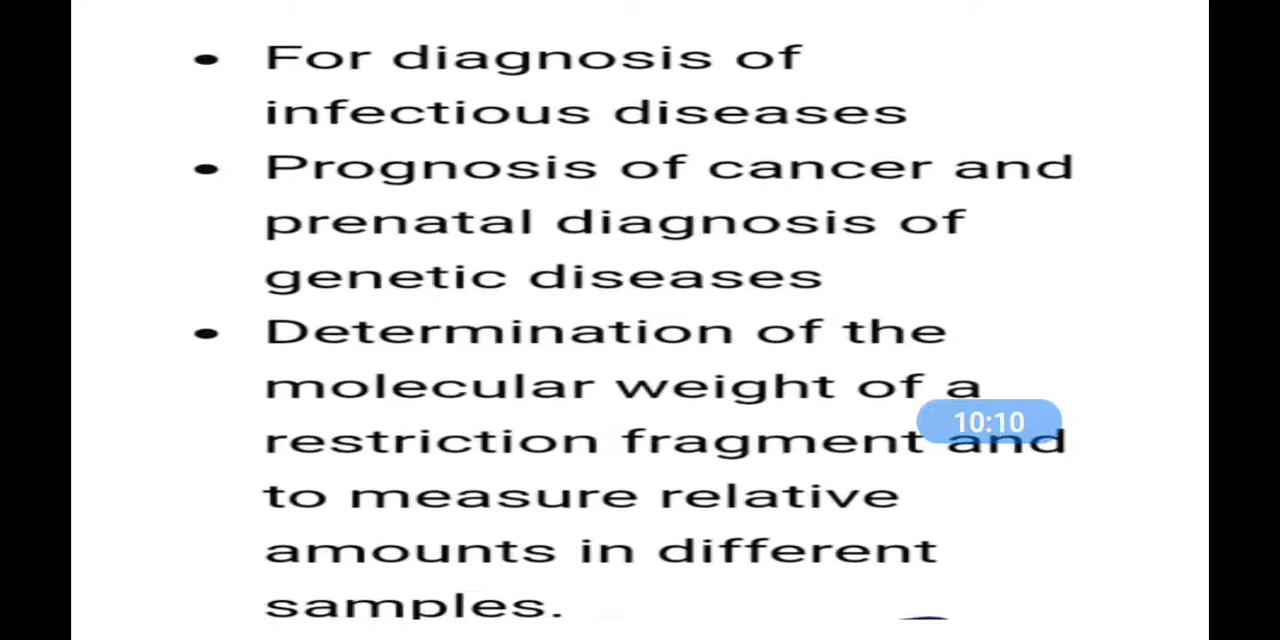 • For diagnosis of
infectious diseases
• Prognosis of cancer and
prenatal diagnosis of
genetic diseases
• Determination of the
molecular weight of a
10:10
restriction fragment and
to measure relative
amounts in different
samples.